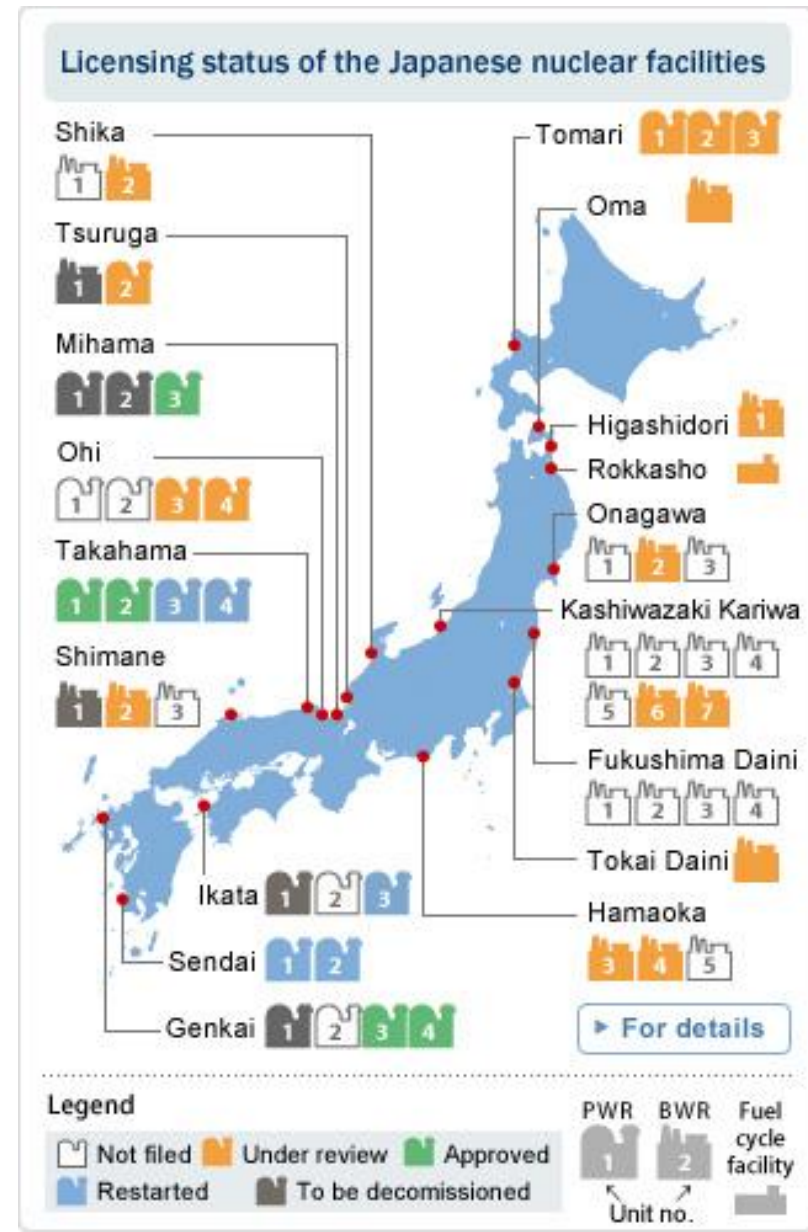 Licensing status of the Japanese nuclear facilities
Shika
1 2
Tsuruga
1 2
Mihama
1 2 3
Ohi
1 2 3 4
Takahama
1 2 3 4
Shimane
1 2 3
Tomari 1 2 3
Oma
Higashidori 1
Rokkasho
Onagawa
1 2 3
Kashiwazaki Kariwa
1 2 3 4
5 6 7
Fukushima Daini
1 2 3 4
Tokai Daini
Hamaoka
3 4 5
Ikata 1 2 3
Sendai 1 2
Genkai 1 2 3 4
For details
Legend
Not filed Under review Approved
Restarted To be decomissioned
PWR BWR Fuel
cycle
facility
1 2
Unit no.